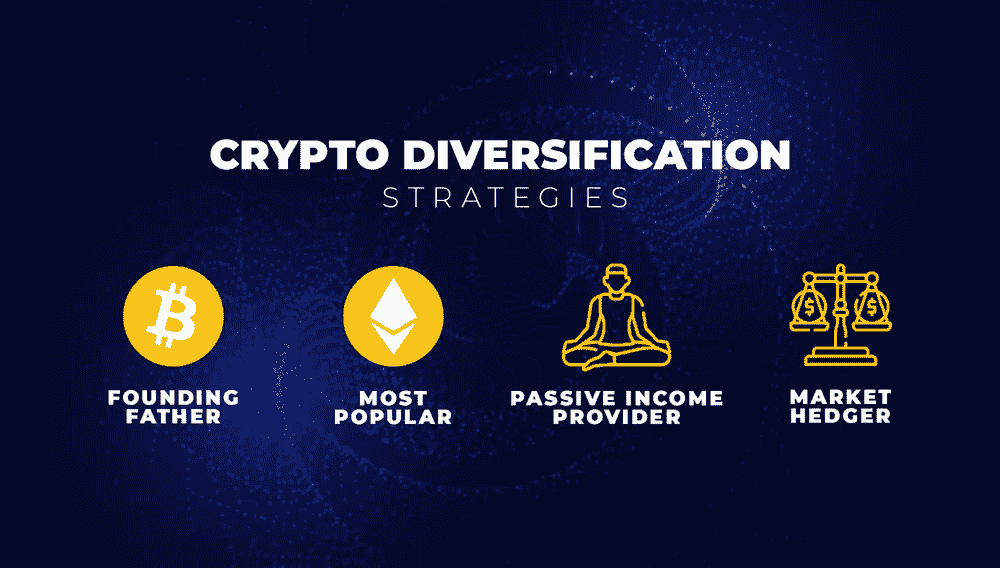 CRYPTO DIVERSIFICATION
STRATEGIES
FOUNDING
FATHER
MOST
POPULAR
PASSIVE INCOME
PROVIDER
MARKET
HEDGER